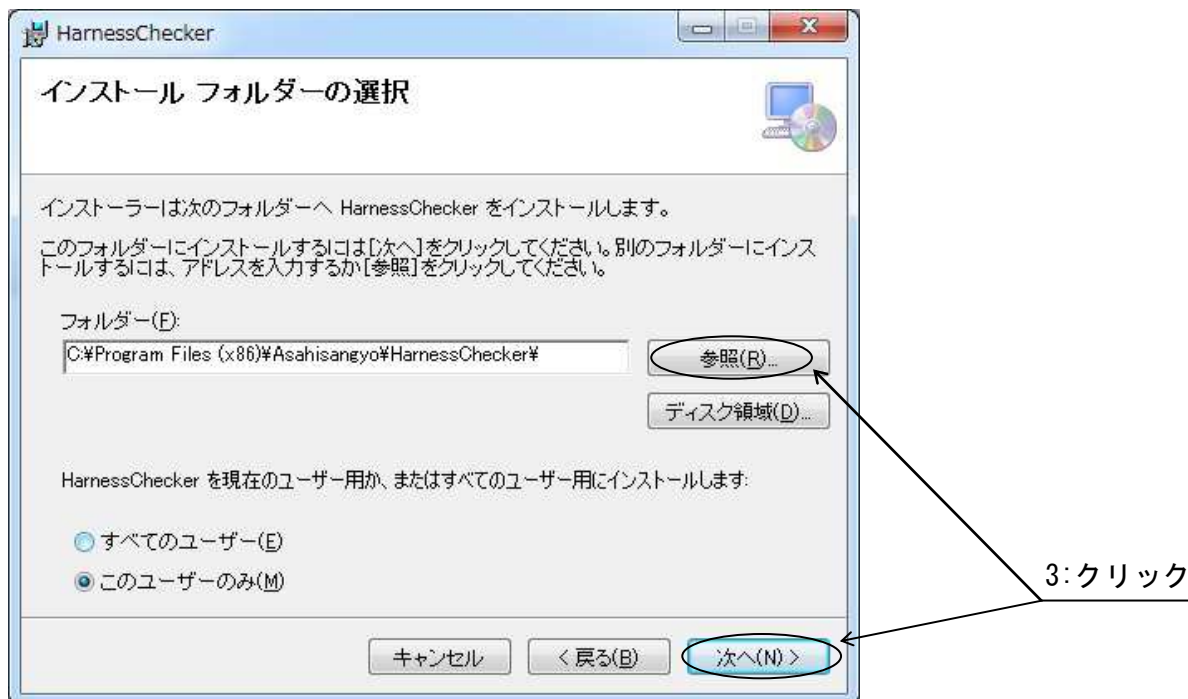 HarnessChecker
インストール フォルダーの選択
インストーラーは次のフォルダーへ HarnessChecker をインストールします。
このフォルダーにインストールするには[次へ]をクリックしてください。別のフォルダーにインス
トールするには、アドレスを入力するか[参照]をクリックしてください。
フォルダー(F):
C:¥Program Files (x86)¥Asahisangyo¥HarnessChecker¥
参照(R)...
ディスク領域(D)...
HarnessChecker を現在のユーザー用か、またはすべてのユーザー用にインストールします:
すべてのユーザー(E)
このユーザーのみ(M)
3:クリック
キャンセル
< 戻る(B)
次へ(N) >